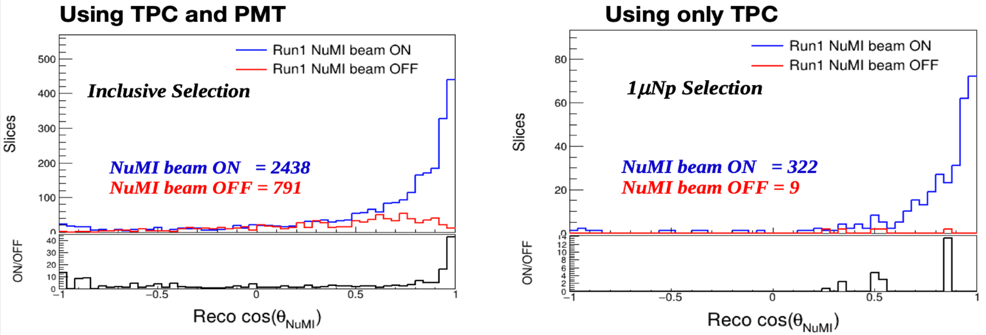 Using TPC and PMT
Run1 NuMI beam ON
Run1 NuMI beam OFF
Inclusive Selection
NuMI beam ON = 2438
NuMI beam OFF = 791
Slices
500
400
300
200
100
0
ON/OFF
40
30
20
10
0
-1 -0.5 0 0.5 1
Reco cos(θNuMI)
Using only TPC
Run1 NuMI beam ON
Run1 NuMI beam OFF
1μNp Selection
NuMI beam ON = 322
NuMI beam OFF = 9
Slices
80
60
40
20
ON/OFF
14
12
10
8
6
4
2
0
−1 −0.5 0 0.5 1
Reco cos(θNuMI)